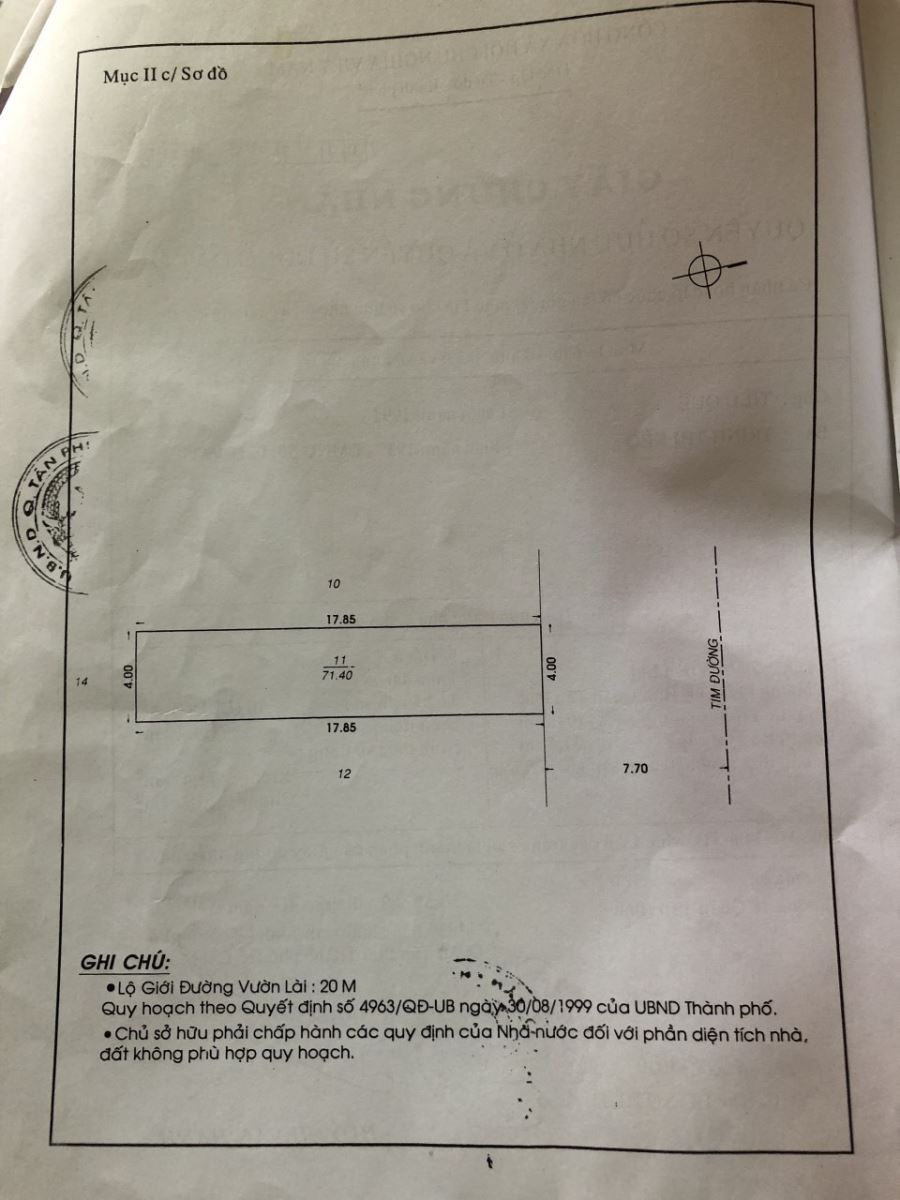 Mục II c/ Sơ đồ
U.B.N.D Q. TÂN PH
10
17.85
4.00
11
71.40
4.00
14
17.85
12
TIM ĐƯỜNG
7.70
GHI CHÚ:
• Lộ Giới Đường Vườn Lài : 20 M
Quy hoạch theo Quyết định số 4963/QĐ-UB ngày 30/08/1999 của UBND Thành phố.
• Chủ sở hữu phải chấp hành các quy định của Nhà nước đối với phần diện tích nhà,
đất không phù hợp quy hoạch.